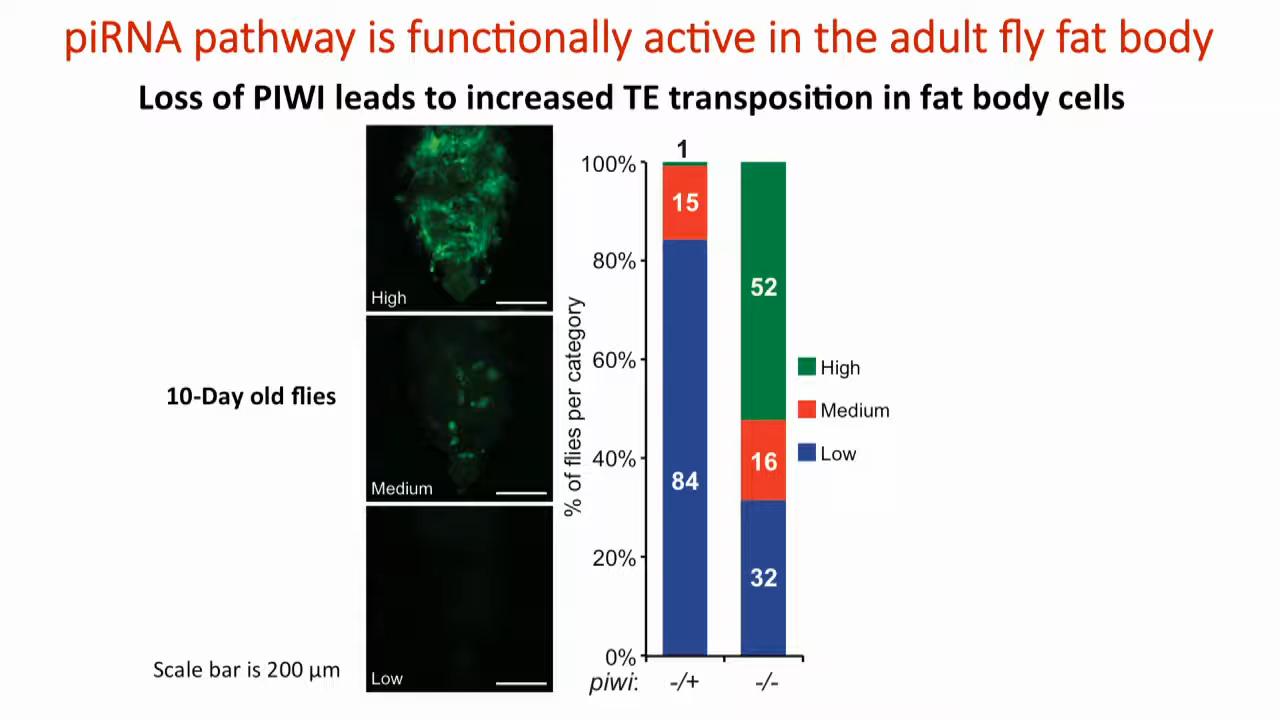 piRNA pathway is functionally active in the adult fly fat body
Loss of PIWI leads to increased TE transposition in fat body cells
10-Day old flies
Scale bar is 200 µm
High
Medium
Low
% of flies per category
100%
80%
60%
40%
20%
0%
1
15
84
52
16
32
piwi: -/+ -/-
High
Medium
Low